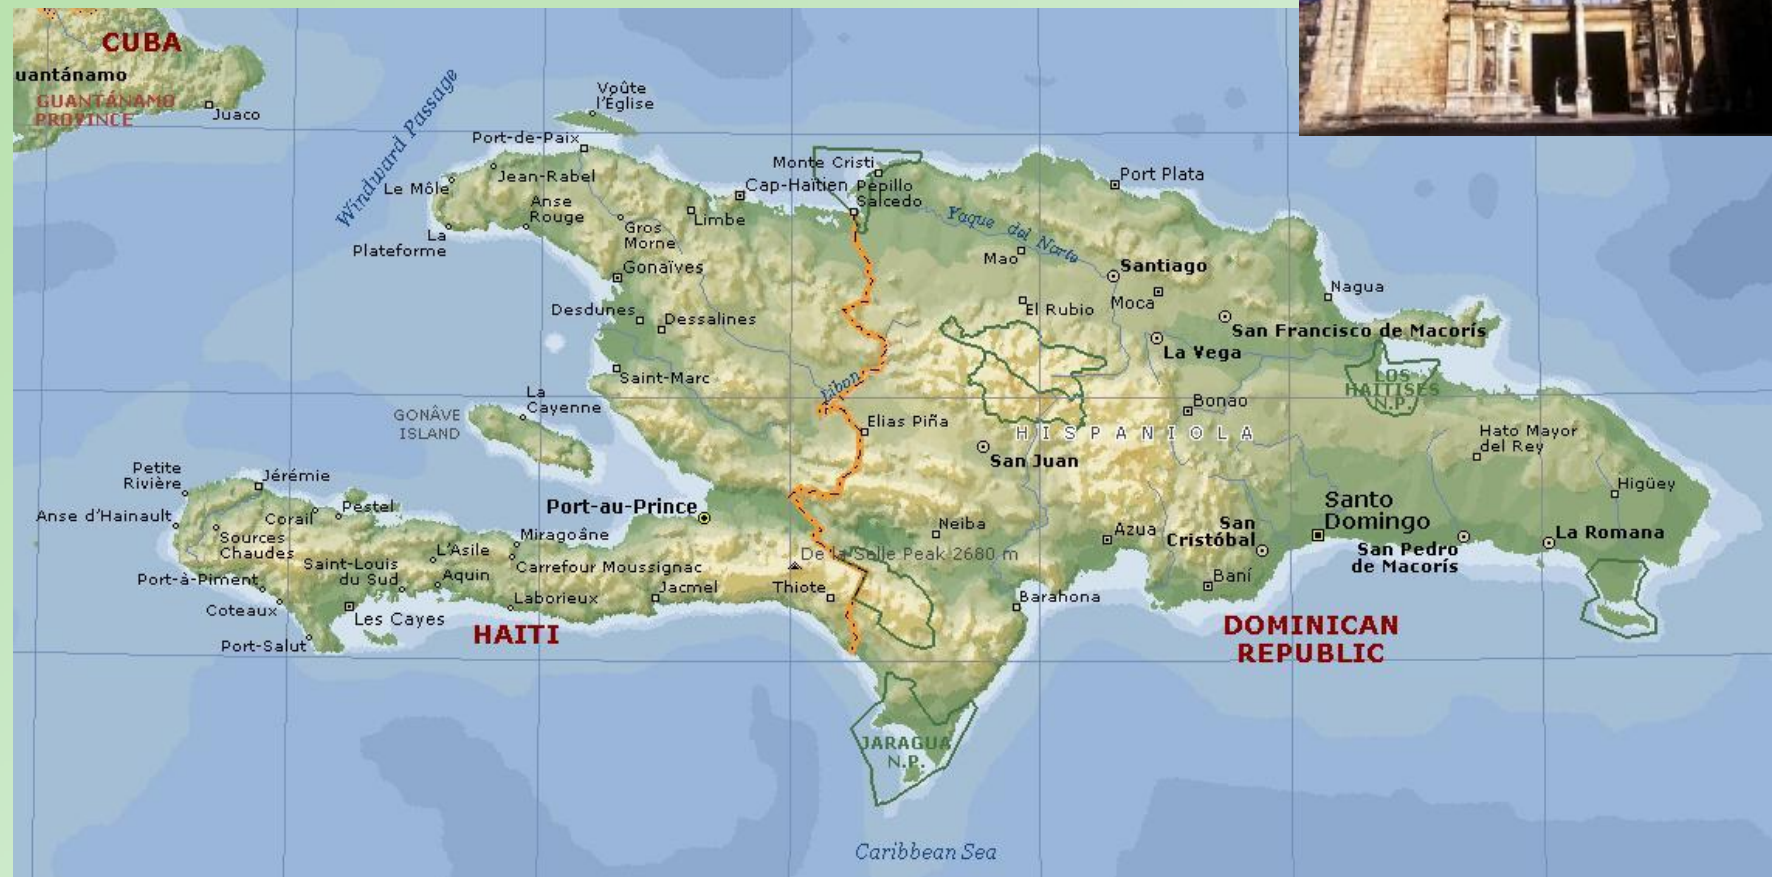 CUBA
uantánamo
GUANTÁNAMO
PROVINCE
Juaco
Windward Passage
Voûte
l'Église
Port-de-Paix
Jean-Rabel
Le Môle
Anse
Rouge
La
Plateforme
Gros
Morne
Limbe
Cap-Haïtien
Monte Cristi
Pepillo
Salcedo
Port Plata
Yaque del Norte
Mao
Santiago
Moca
El Rubio
Nagua
San Francisco de Macorís
La Vega
Gonaïves
Desdunes
Dessalines
Saint-Marc
Libon
LOS
HAITISES
N.P.
Bonao
La
Cayenne
GONÂVE
ISLAND
Elias Piña
HISPANIOLA
San Juan
Hato Mayor
del Rey
Higüey
Petite
Rivière
Jérémie
Anse d'Hainault
Corail
Pestel
Sources
Chaudes
Port-au-Prince
Miragoâne
L'Asile
Saint-Louis
du Sud
Aquin
Carrefour Moussignac
Port-à-Piment
Coteaux
Les Cayes
Port-Salut
Laborieux
Jacmel
De la Selle Peak 2680 m
Thiote
Neiba
Azua
San
Cristóbal
Santo
Domingo
San Pedro
de Macorís
La Romana
Baní
Barahona
HAITI
DOMINICAN
REPUBLIC
JARAGUA
N.P.
Caribbean Sea